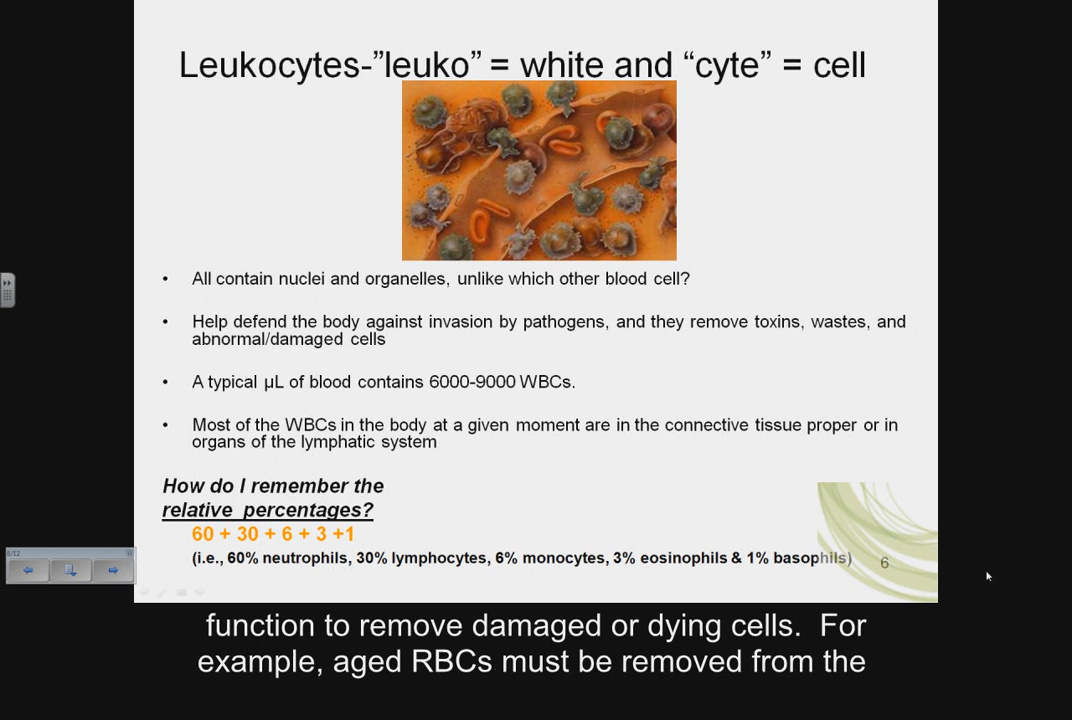 Leukocytes-”leuko” = white and “cyte” = cell
• All contain nuclei and organelles, unlike which other blood cell?
• Help defend the body against invasion by pathogens, and they remove toxins, wastes, and
abnormal/damaged cells
• A typical µL of blood contains 6000-9000 WBCs.
• Most of the WBCs in the body at a given moment are in the connective tissue proper or in
organs of the lymphatic system
How do I remember the
relative percentages?
60 + 30 + 6 + 3 +1
(i.e., 60% neutrophils, 30% lymphocytes, 6% monocytes, 3% eosinophils & 1% basophils)
6
6/12
function to remove damaged or dying cells. For
example, aged RBCs must be removed from the